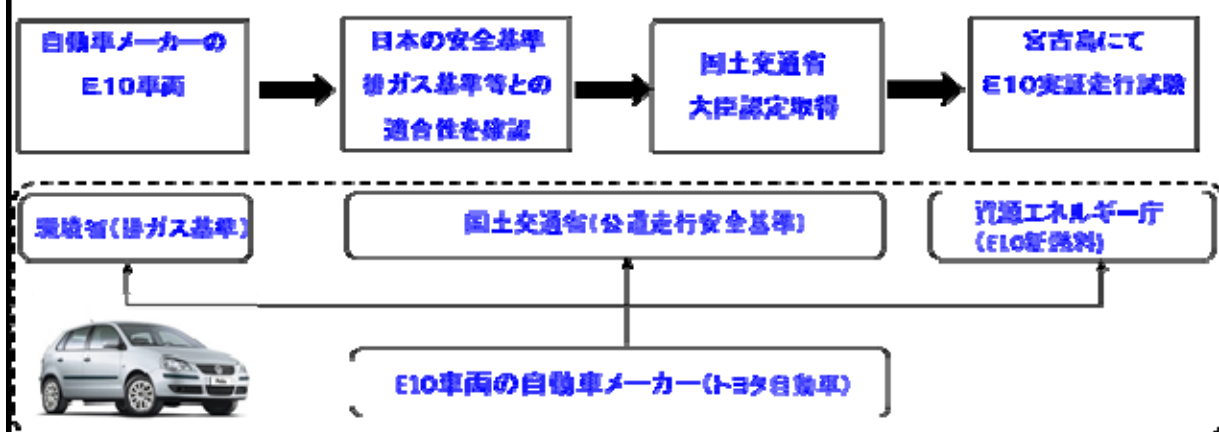 自動車メーカーの
E10車両
日本の安全基準
排ガス基準等との
適合性を確認
国土交通省
大臣認定取得
宮古島にて
E10実証走行試験
環境省(排ガス基準)
国土交通省(公道走行安全基準)
資源エネルギー庁
(E10新燃料)
E10車両の自動車メーカー(トヨタ自動車)